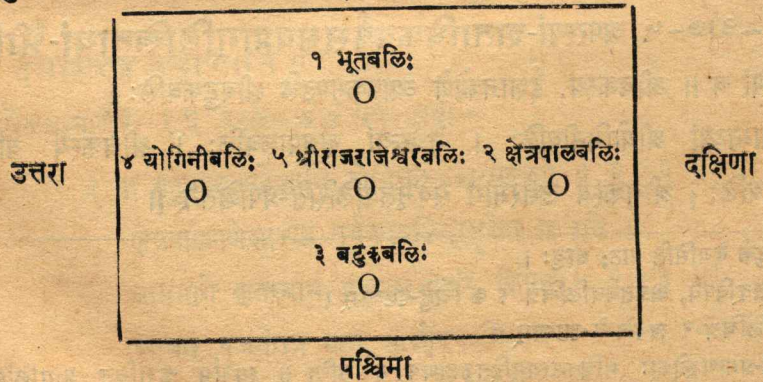 १ भूतबलिः
उत्तरा ४ योगिनीबलिः ५ श्रीराजराजेश्वरबलिः २ क्षेत्रपालबलिः दक्षिणा
३ बटुकबलिः
पश्चिमा